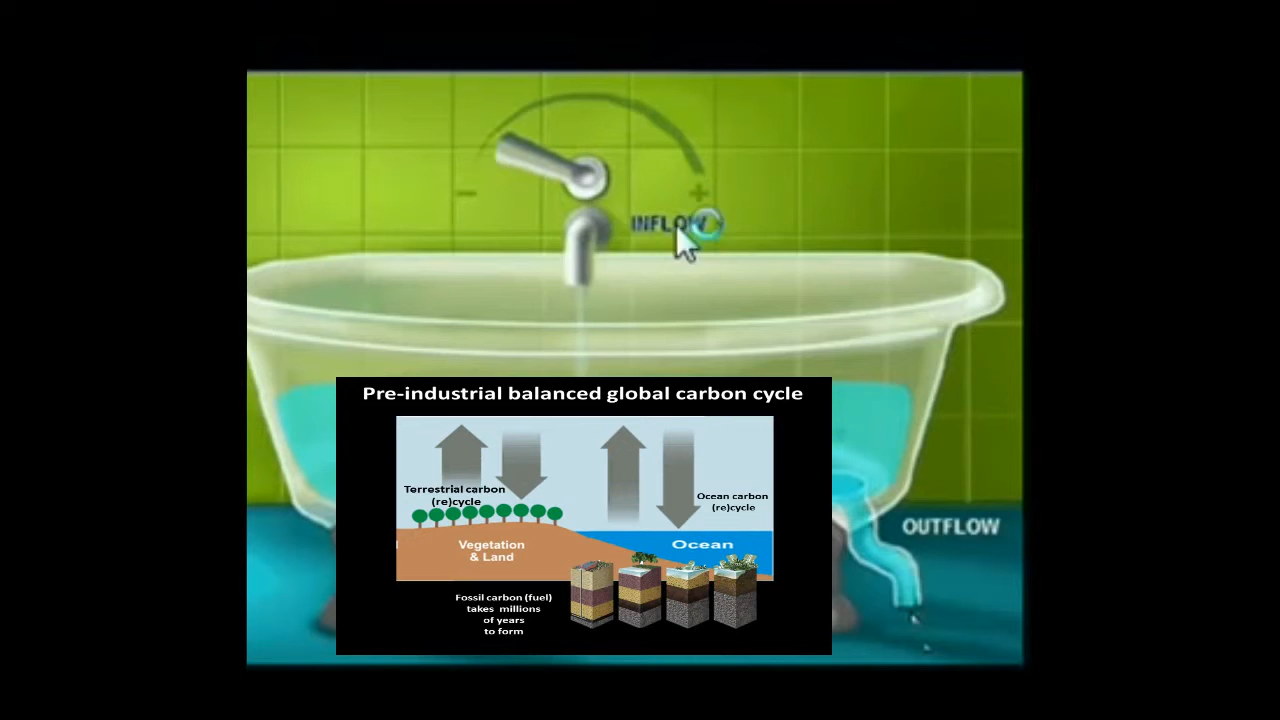 INFLOW
Pre-industrial balanced global carbon cycle
Terrestrial carbon
(re)cycle
Ocean carbon
(re)cycle
OUTFLOW
Vegetation
& Land
Ocean
Fossil carbon (fuel)
takes millions
of years
to form